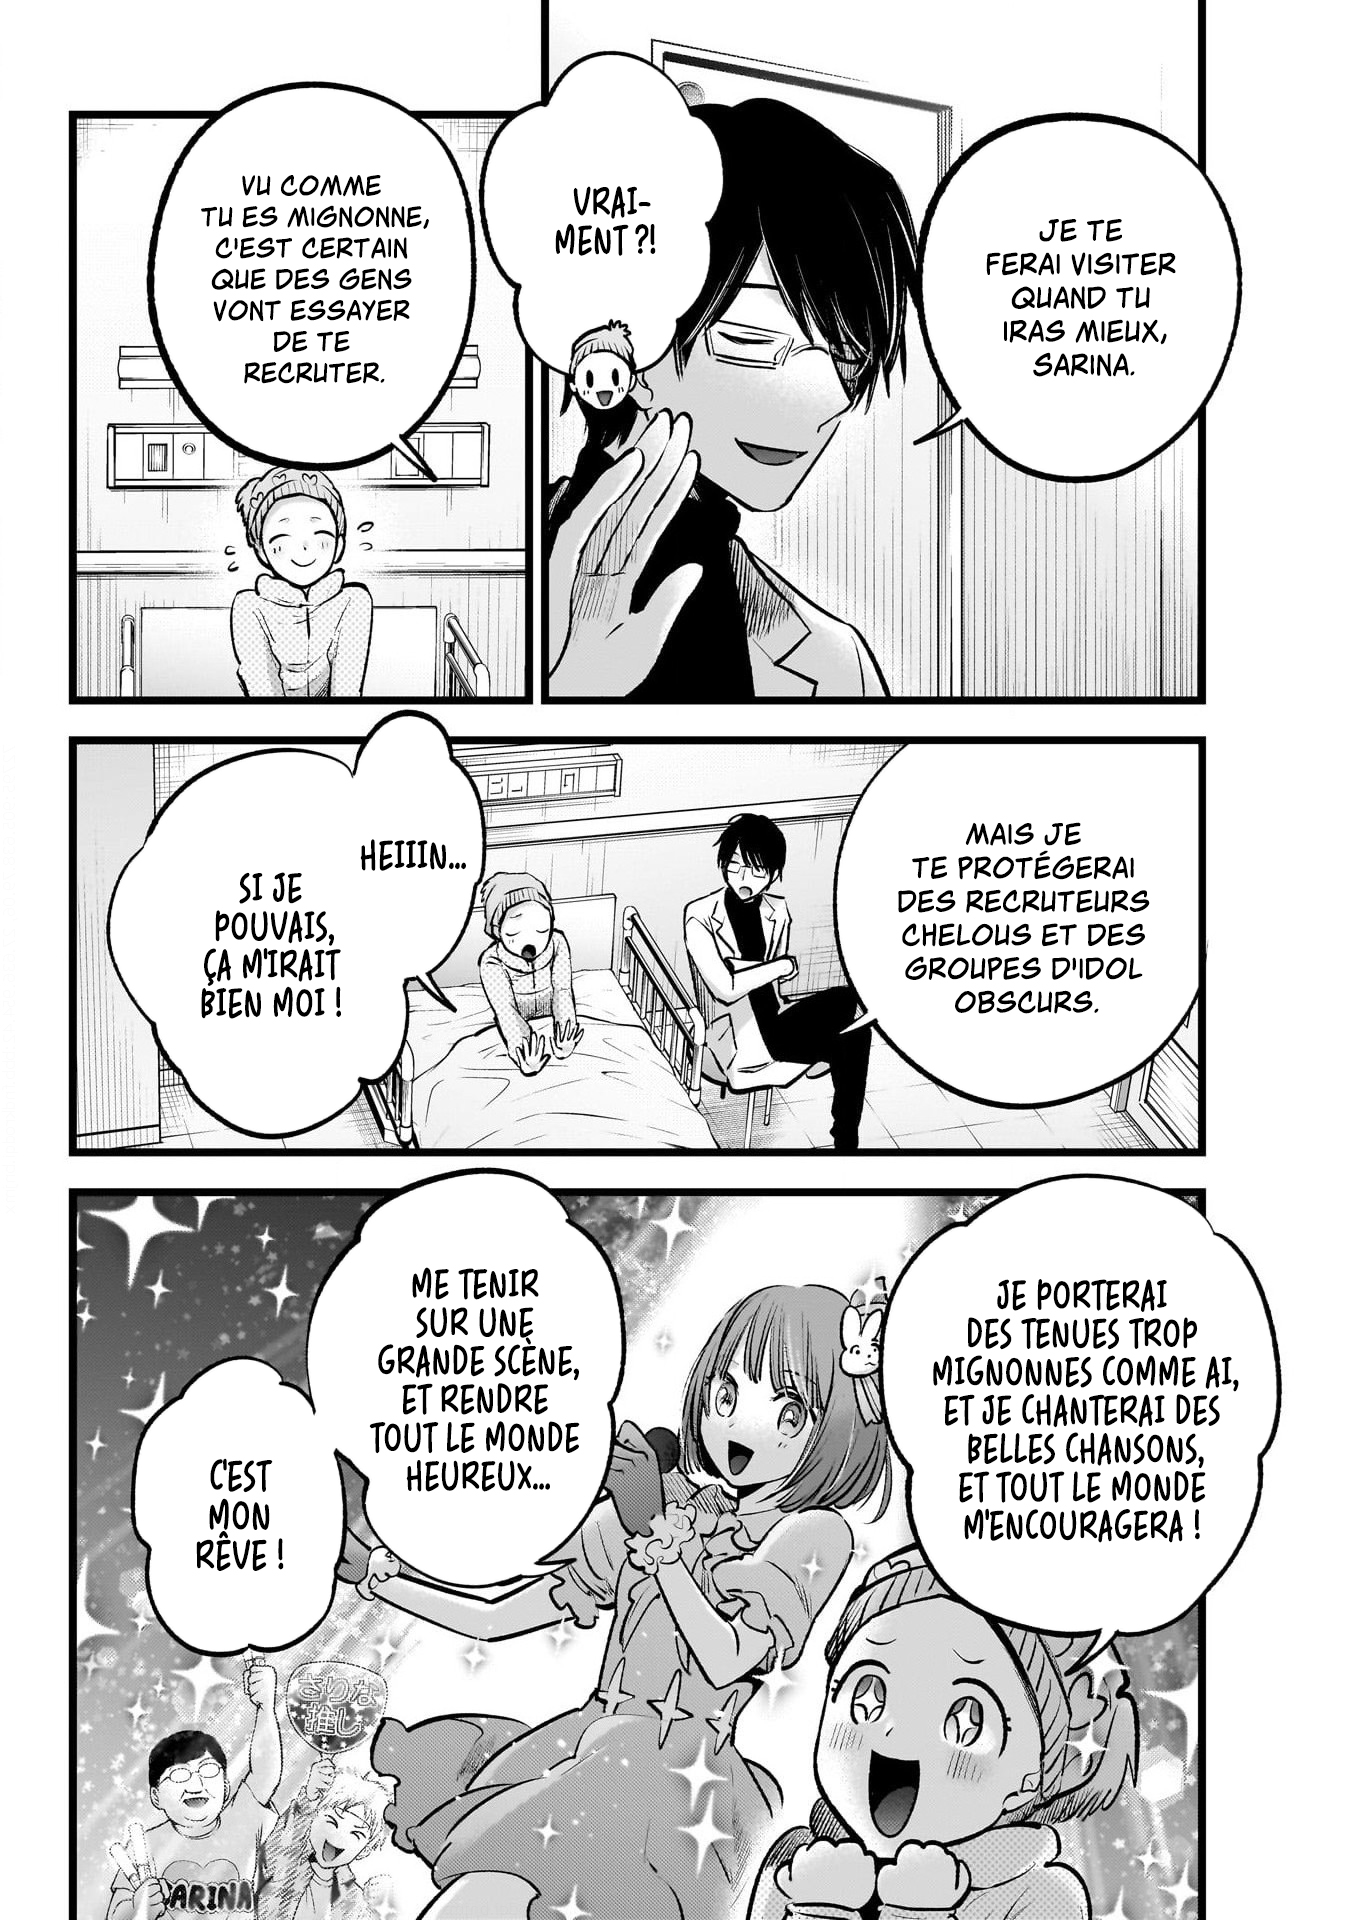 JE TE
FERAI VISITER
QUAND TU
IRAS MIEUX,
SARINA.
VRAI-
MENT ?!
VU COMME
TU ES MIGNONNE,
C'EST CERTAIN
QUE DES GENS
VONT ESSAYER
DE TE
RECRUTER.
MAIS JE
TE PROTÉGERAI
DES RECRUTEURS
CHELOUS ET DES
GROUPES D'IDOL
OBSCURS.
HEIIIN...
SI JE
POUVAIS,
ÇA M'IRAIT
BIEN MOI !
JE PORTERAI
DES TENUES TROP
MIGNONNES COMME AI,
ET JE CHANTERAI DES
BELLES CHANSONS,
ET TOUT LE MONDE
M'ENCOURAGERA !
ME TENIR
SUR UNE
GRANDE SCÈNE,
ET RENDRE
TOUT LE MONDE
HEUREUX...
C'EST
MON
RÊVE !
さりな
推し
SARINA